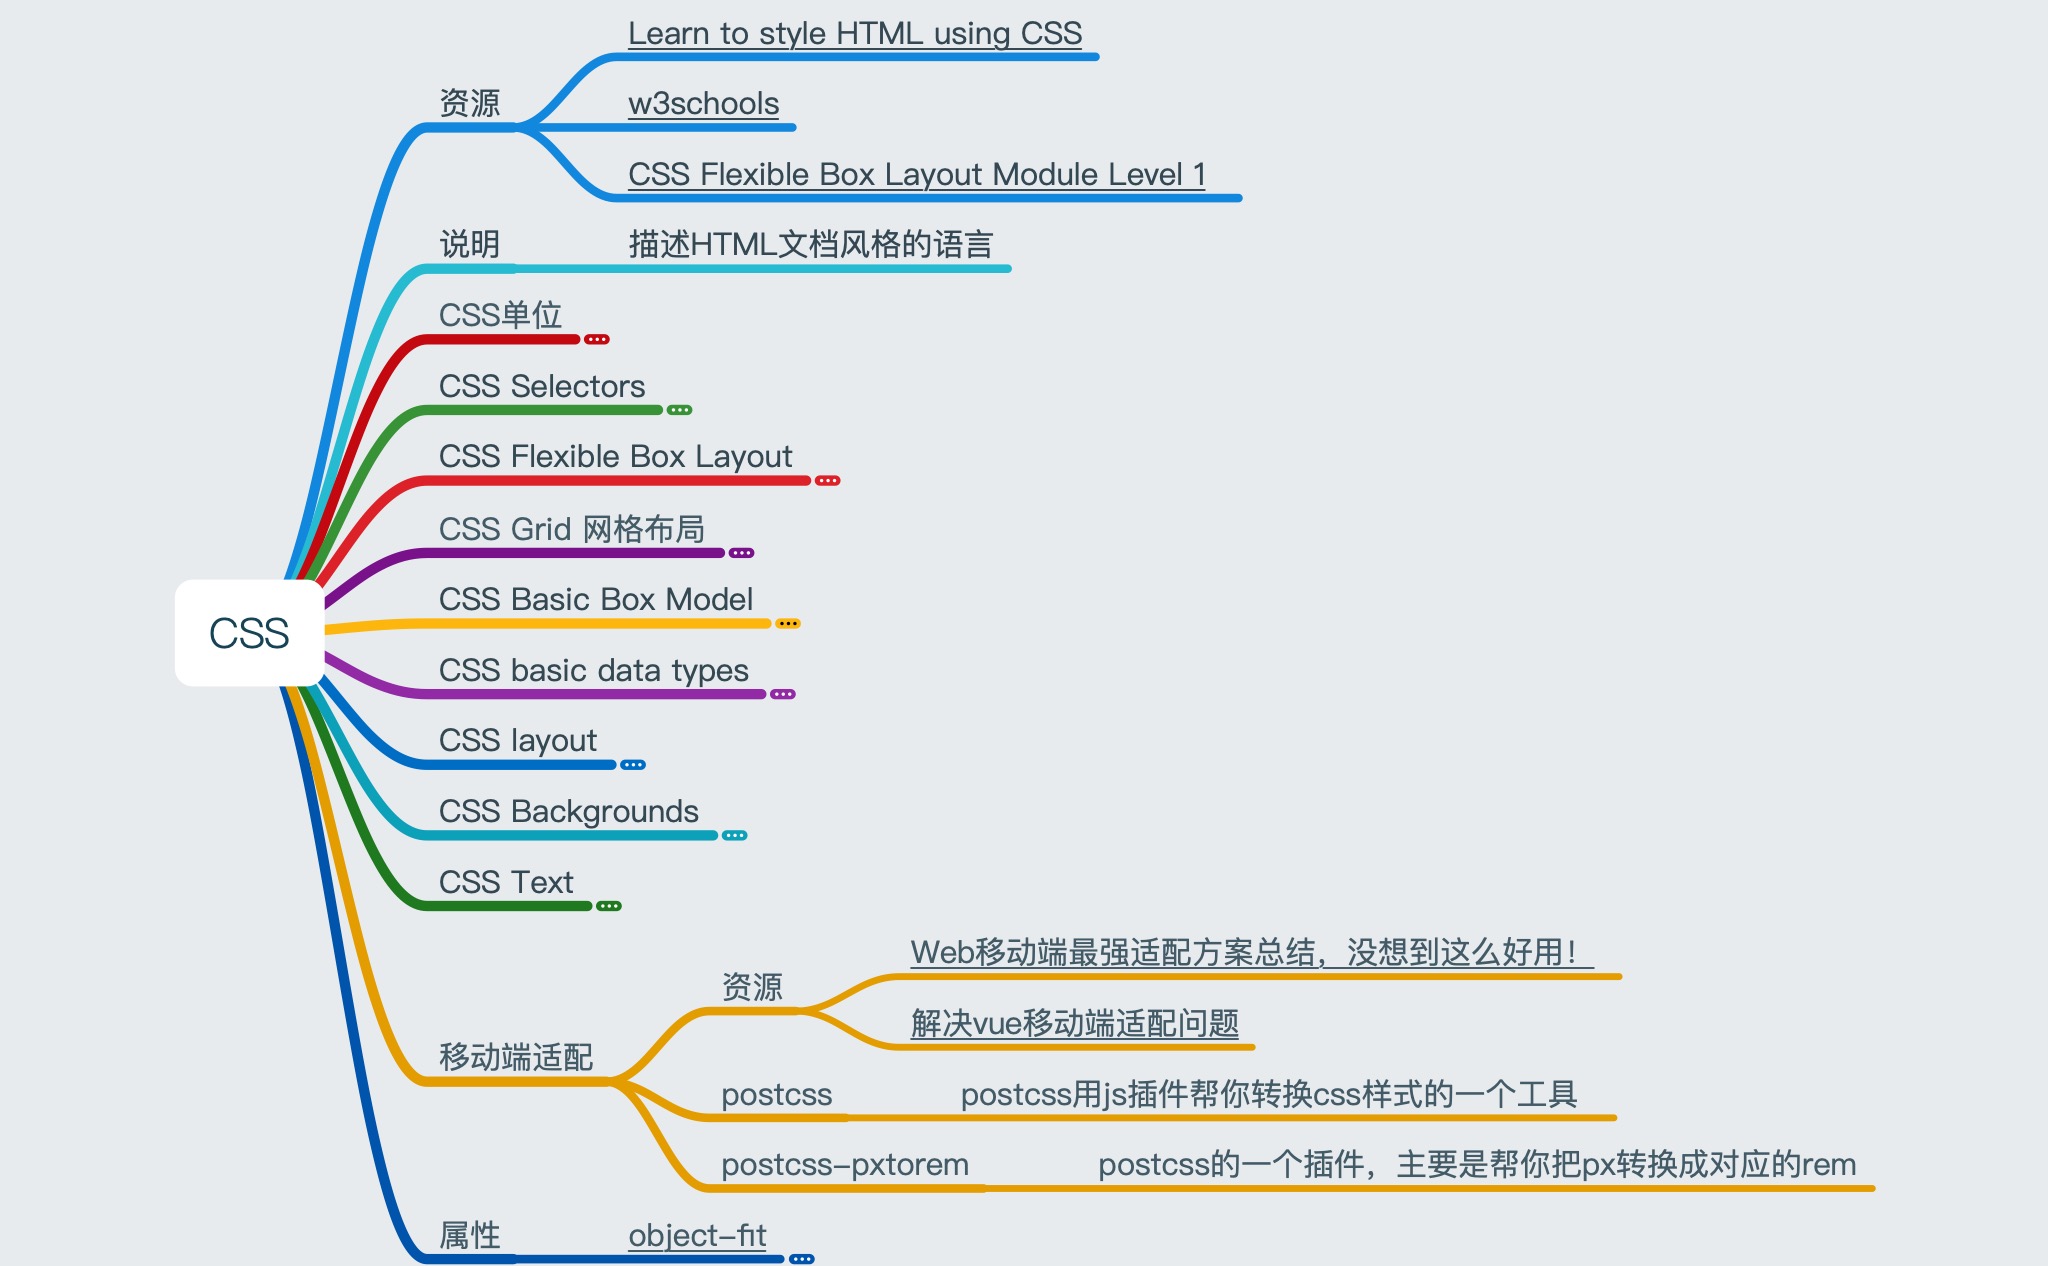 Learn to style HTML using CSS
资源
w3schools
CSS Flexible Box Layout Module Level 1
说明
描述HTML文档风格的语言
CSS单位
CSS Selectors
CSS Flexible Box Layout
CSS Grid 网格布局
CSS Basic Box Model
CSS
CSS basic data types
CSS layout
CSS Backgrounds
CSS Text
Web移动端最强适配方案总结，没想到这么好用！
资源
解决vue移动端适配问题
移动端适配
postcss
postcss用js插件帮你转换css样式的一个工具
postcss-pxtorem
postcss的一个插件，主要是帮你把px转换成对应的rem
属性
object-fit